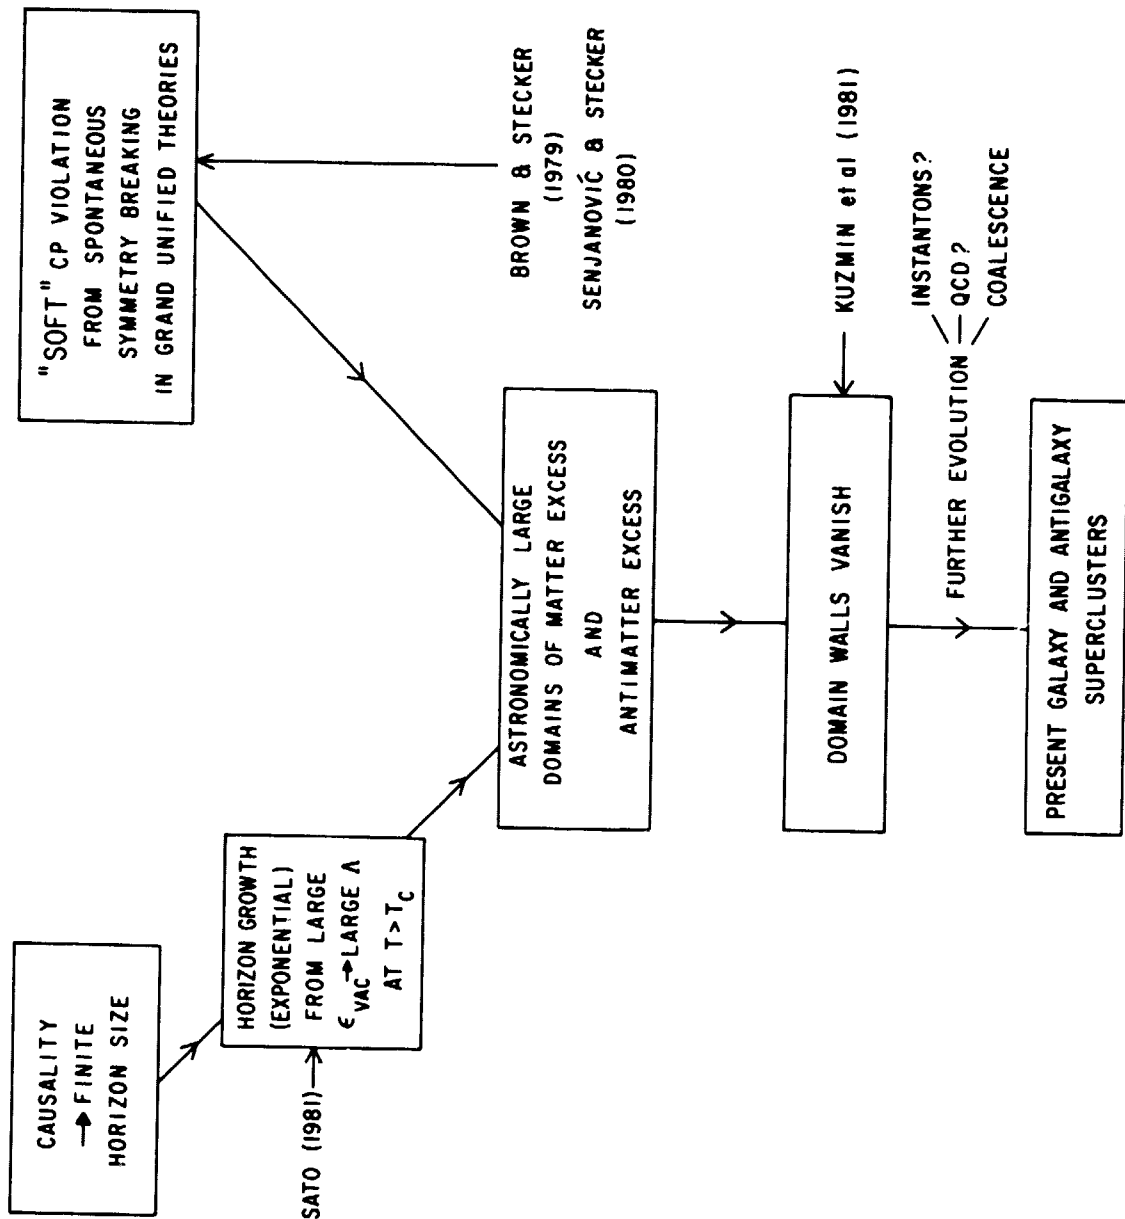 CAUSALITY
→ FINITE
HORIZON SIZE
"SOFT" CP VIOLATION
FROM SPONTANEOUS
SYMMETRY BREAKING
IN GRAND UNIFIED THEORIES
SATO (1981)
HORIZON GROWTH
(EXPONENTIAL)
FROM LARGE
ϵ VAC → LARGE Λ
AT T > T C
BROWN & STECKER
(1979)
SENJANOVIĆ & STECKER
(1980)
ASTRONOMICALLY LARGE
DOMAINS OF MATTER EXCESS
AND
ANTIMATTER EXCESS
DOMAIN WALLS VANISH
KUZMIN et al (1981)
FURTHER EVOLUTION
INSTANTONS?
QCD?
COALESCENCE
PRESENT GALAXY AND ANTIGALAXY
SUPERCLUSTERS